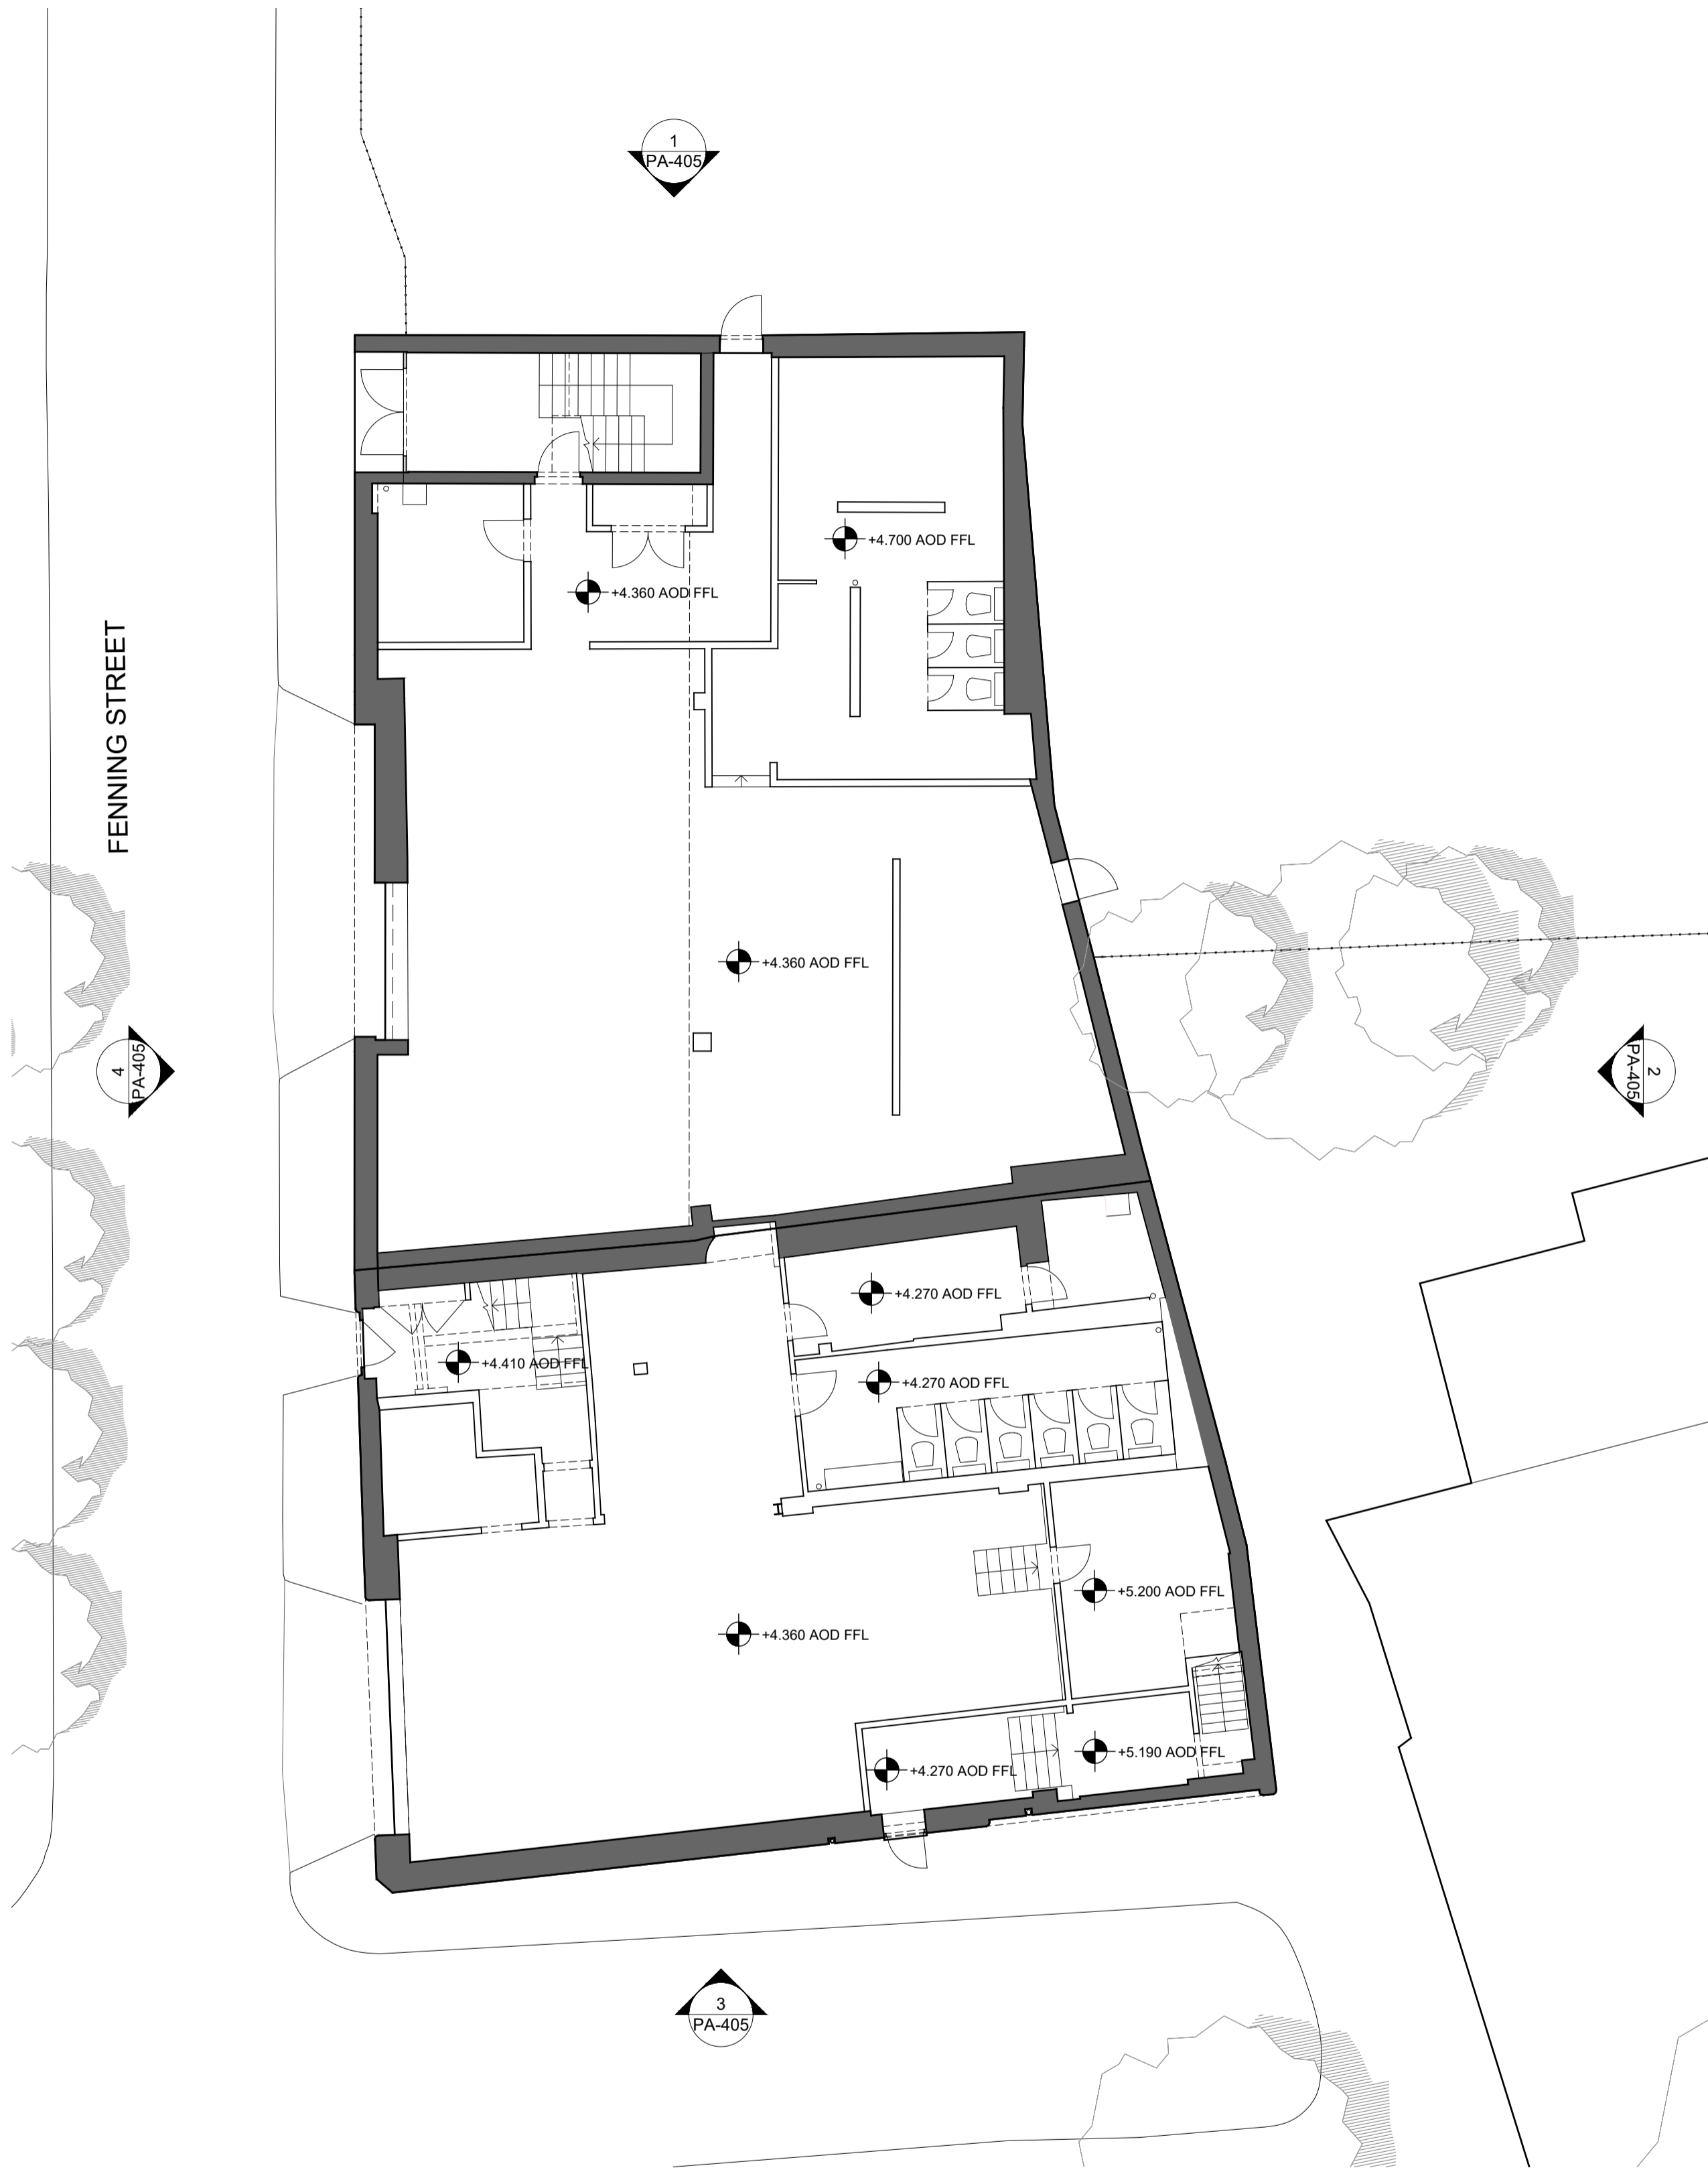 1
PA-405
+4.700 AOD FFL
+4.360 AOD FFL
FENNING STREET
+4.360 AOD FFL
4
PA-405
2
PA-405
+4.270 AOD FFL
+4.410 AOD FFL
+4.270 AOD FFL
+5.200 AOD FFL
+4.360 AOD FFL
+5.190 AOD FFL
+4.270 AOD FFL
3
PA-405